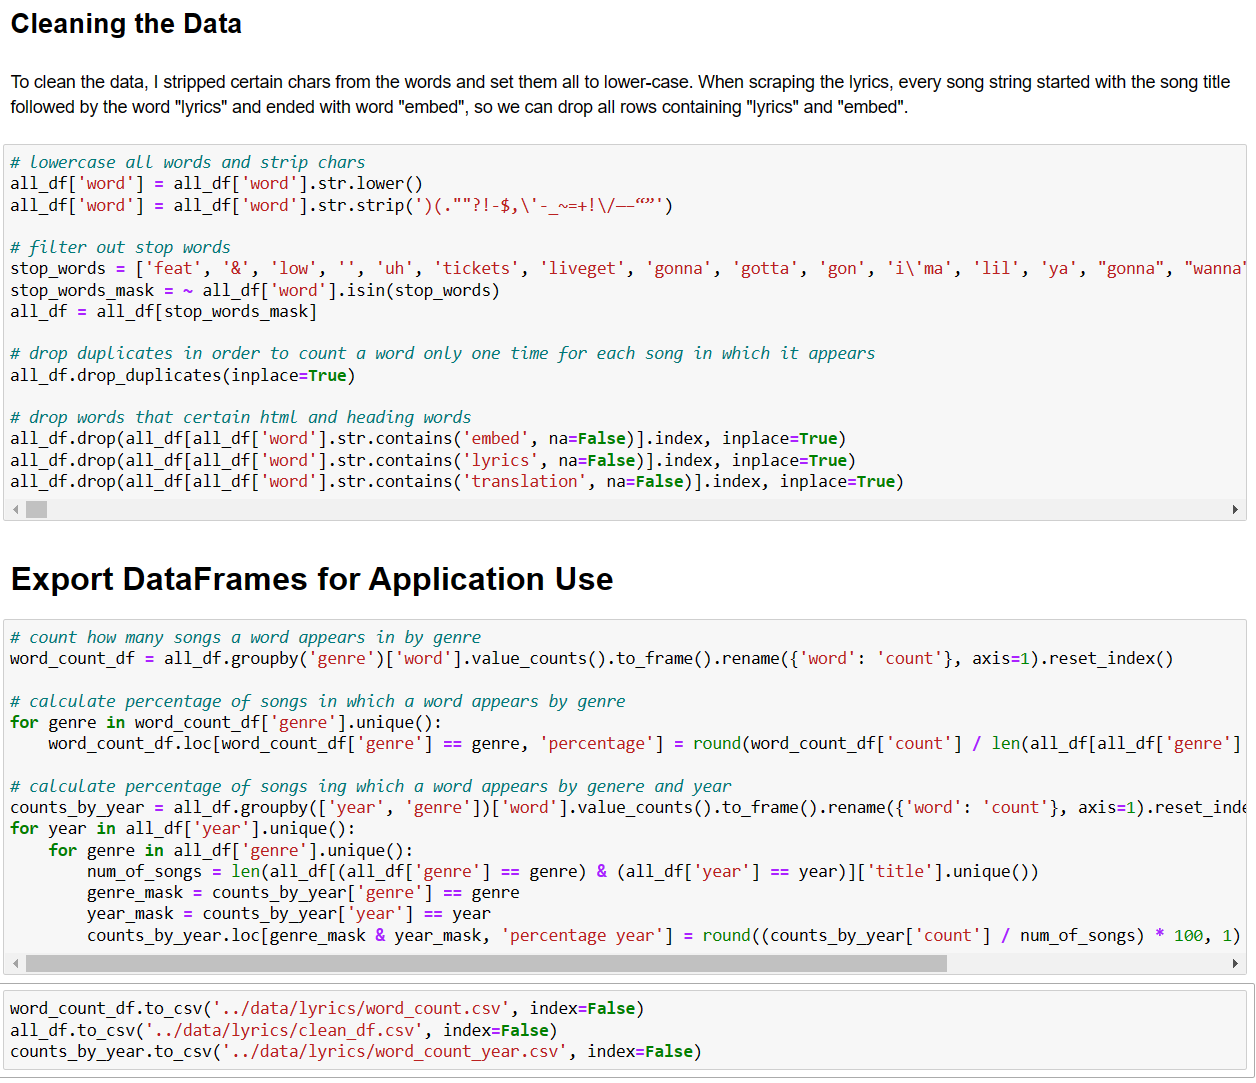 Cleaning the Data
To clean the data, I stripped certain chars from the words and set them all to lower-case. When scraping the lyrics, every song string started with the song title
followed by the word "lyrics" and ended with word "embed", so we can drop all rows containing "lyrics" and "embed".
# lowercase all words and strip chars
all_df['word'] = all_df['word'].str.lower()
all_df['word'] = all_df['word'].str.strip(')(.""?!-$,\'-_~=+!\/—–“”')
# filter out stop words
stop_words = ['feat', '&', 'low', '', 'uh', 'tickets', 'liveget', 'gonna', 'gotta', 'gon', 'i\'ma', 'lil', 'ya', "gonna", "wanna"
stop_words_mask = ~ all_df['word'].isin(stop_words)
all_df = all_df[stop_words_mask]
# drop duplicates in order to count a word only one time for each song in which it appears
all_df.drop_duplicates(inplace=True)
# drop words that certain html and heading words
all_df.drop(all_df[all_df['word'].str.contains('embed', na=False)].index, inplace=True)
all_df.drop(all_df[all_df['word'].str.contains('lyrics', na=False)].index, inplace=True)
all_df.drop(all_df[all_df['word'].str.contains('translation', na=False)].index, inplace=True)
Export DataFrames for Application Use
# count how many songs a word appears in by genre
word_count_df = all_df.groupby('genre')['word'].value_counts().to_frame().rename({'word': 'count'}, axis=1).reset_index()
# calculate percentage of songs in which a word appears by genre
for genre in word_count_df['genre'].unique():
    word_count_df.loc[word_count_df['genre'] == genre, 'percentage'] = round(word_count_df['count'] / len(all_df[all_df['genre']
# calculate percentage of songs ing which a word appears by genere and year
counts_by_year = all_df.groupby(['year', 'genre'])['word'].value_counts().to_frame().rename({'word': 'count'}, axis=1).reset_inde
for year in all_df['year'].unique():
    for genre in all_df['genre'].unique():
        num_of_songs = len(all_df[(all_df['genre'] == genre) & (all_df['year'] == year)]['title'].unique())
        genre_mask = counts_by_year['genre'] == genre
        year_mask = counts_by_year['year'] == year
        counts_by_year.loc[genre_mask & year_mask, 'percentage year'] = round((counts_by_year['count'] / num_of_songs) * 100, 1)
word_count_df.to_csv('../data/lyrics/word_count.csv', index=False)
all_df.to_csv('../data/lyrics/clean_df.csv', index=False)
counts_by_year.to_csv('../data/lyrics/word_count_year.csv', index=False)